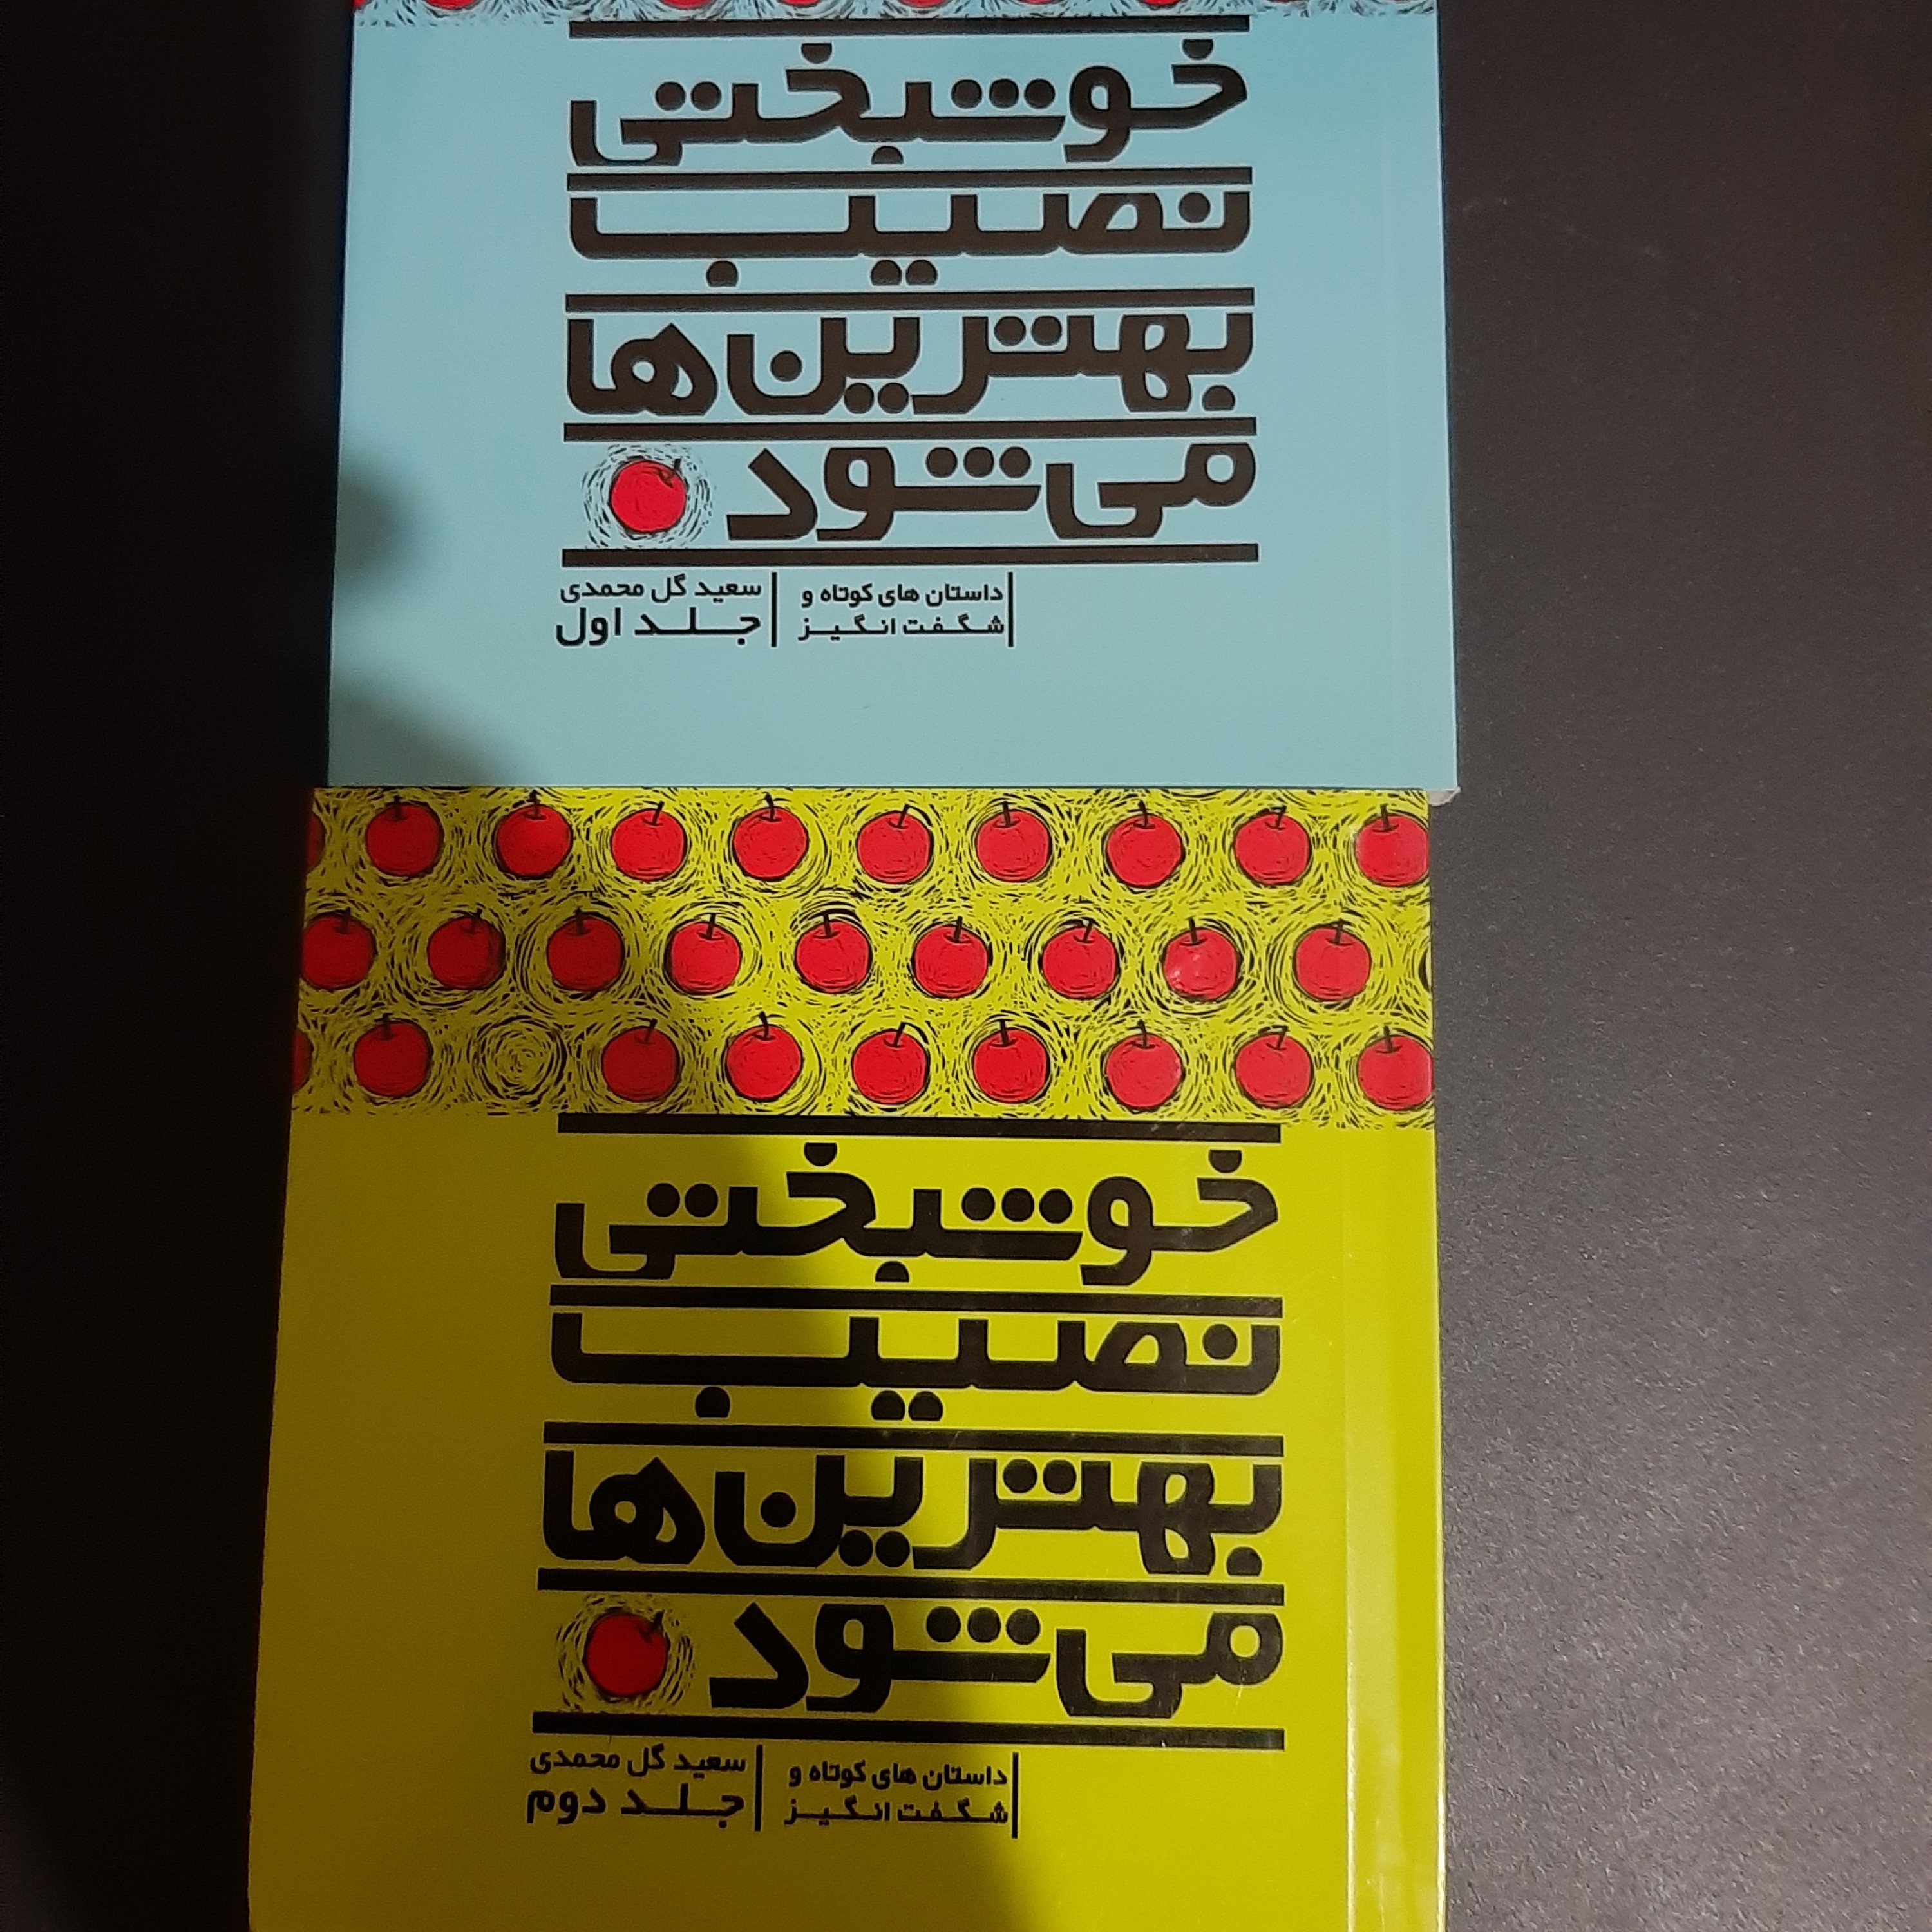 خوشبختی
نصیب
بهترین‌ها
می‌شود
داستان های کوتاه و
شگفت انگیز
سعید گل محمدی
جلد اول
خوشبختی
نصیب
بهترین‌ها
می‌شود
داستان های کوتاه و
شگفت انگیز
سعید گل محمدی
جلد دوم